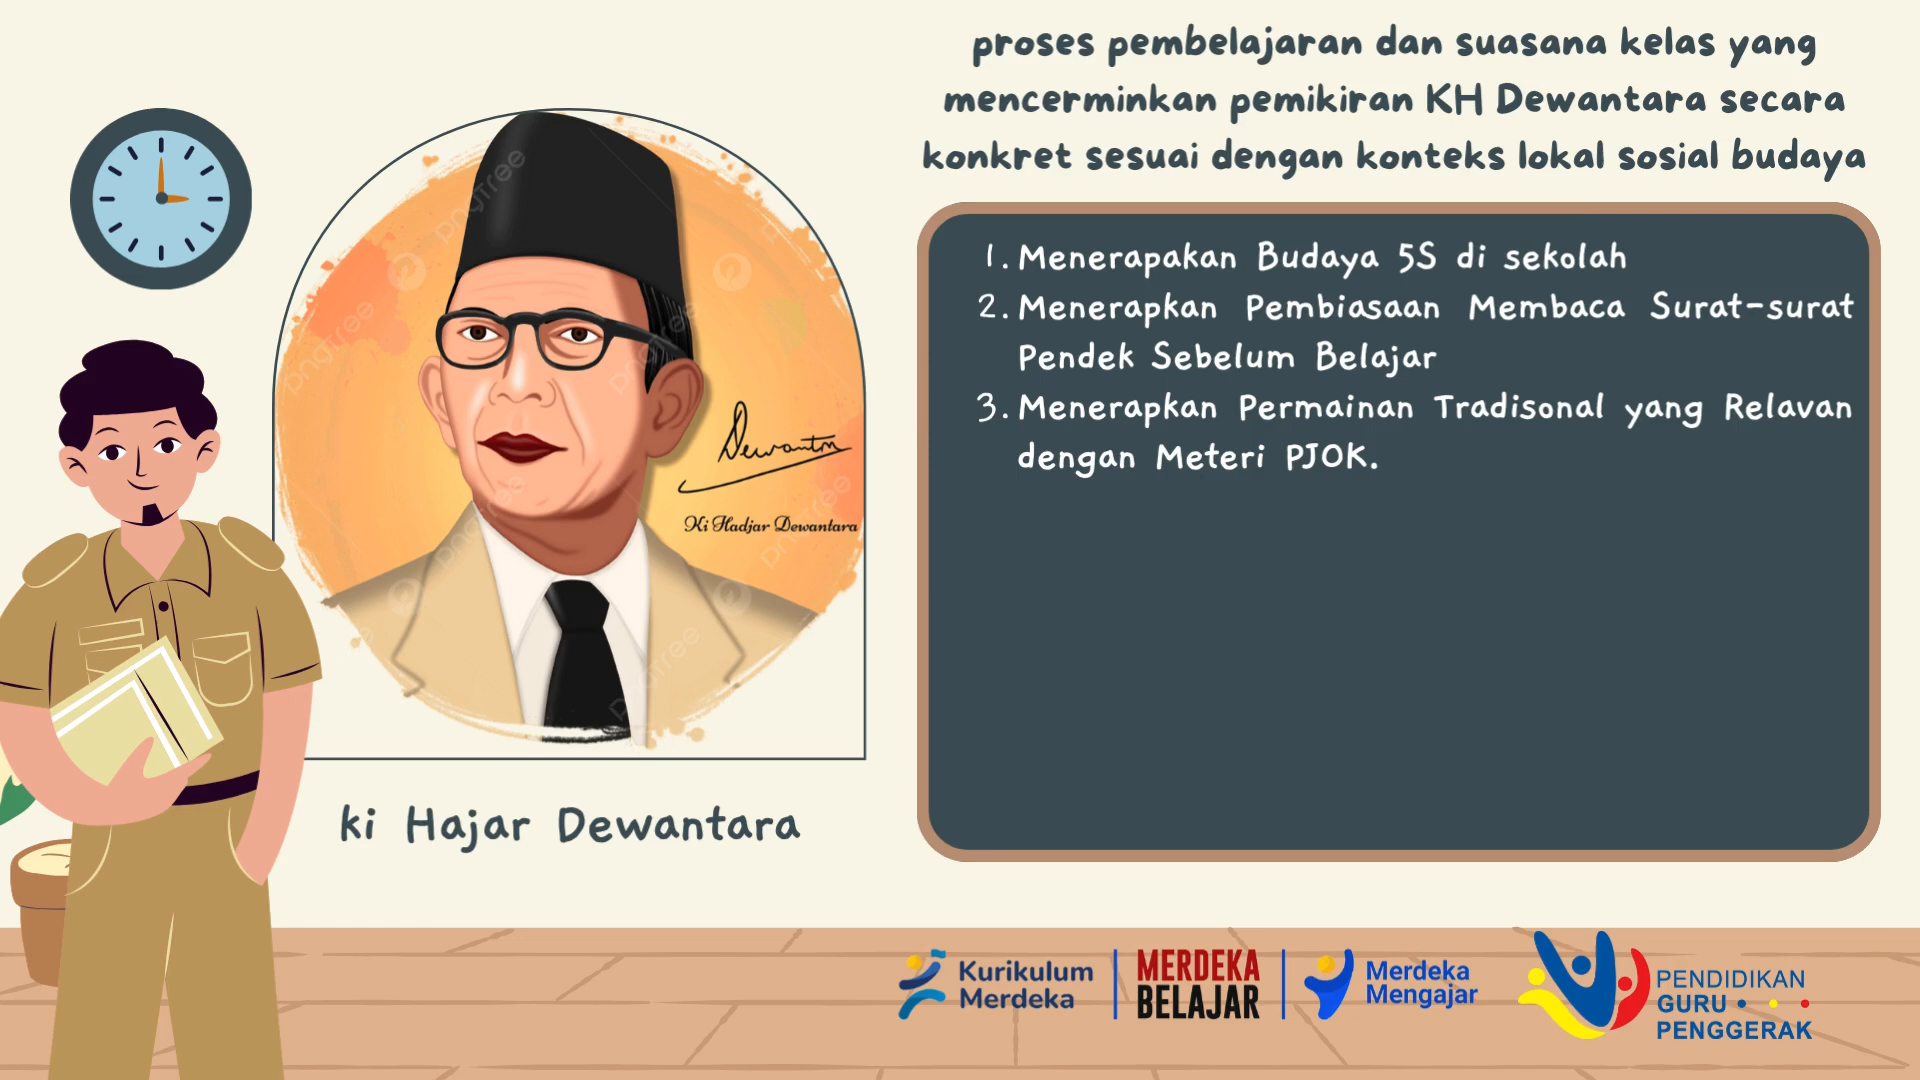 proses pembelajaran dan suasana kelas yang
mencerminkan pemikiran KH Dewantara secara
konkret sesuai dengan konteks lokal sosial budaya
1. Menerapakan Budaya 5S di sekolah
2. Menerapkan Pembiasaan Membaca Surat-surat
Pendek Sebelum Belajar
3. Menerapkan Permainan Tradisonal yang Relavan
dengan Meteri PJOK.
Dewantra
Ki Hadjar Dewantara
pngtree
ki Hajar Dewantara
Kurikulum
Merdeka
MERDEKA
BELAJAR
Merdeka
Mengajar
PENDIDIKAN
GURU
PENGGERAK